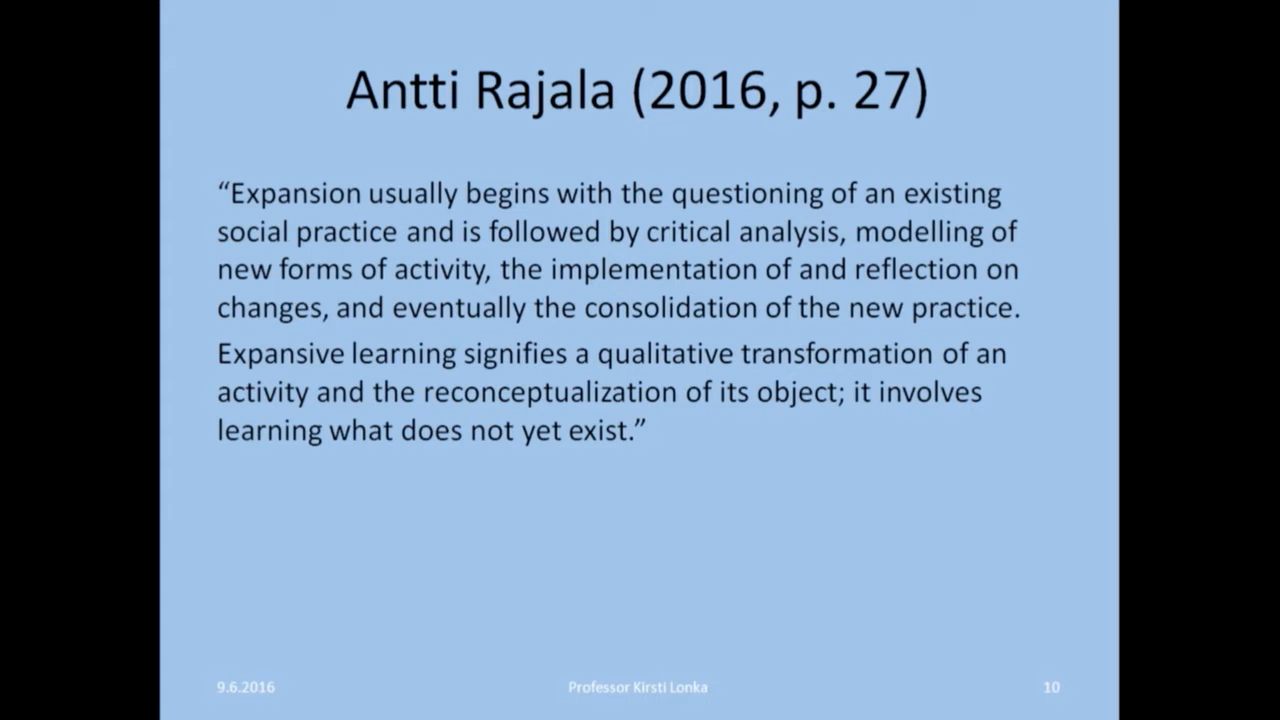 Antti Rajala (2016, p. 27)
“Expansion usually begins with the questioning of an existing
social practice and is followed by critical analysis, modelling of
new forms of activity, the implementation of and reflection on
changes, and eventually the consolidation of the new practice.
Expansive learning signifies a qualitative transformation of an
activity and the reconceptualization of its object; it involves
learning what does not yet exist.”
9.6.2016
Professor Kirsti Lonka
10